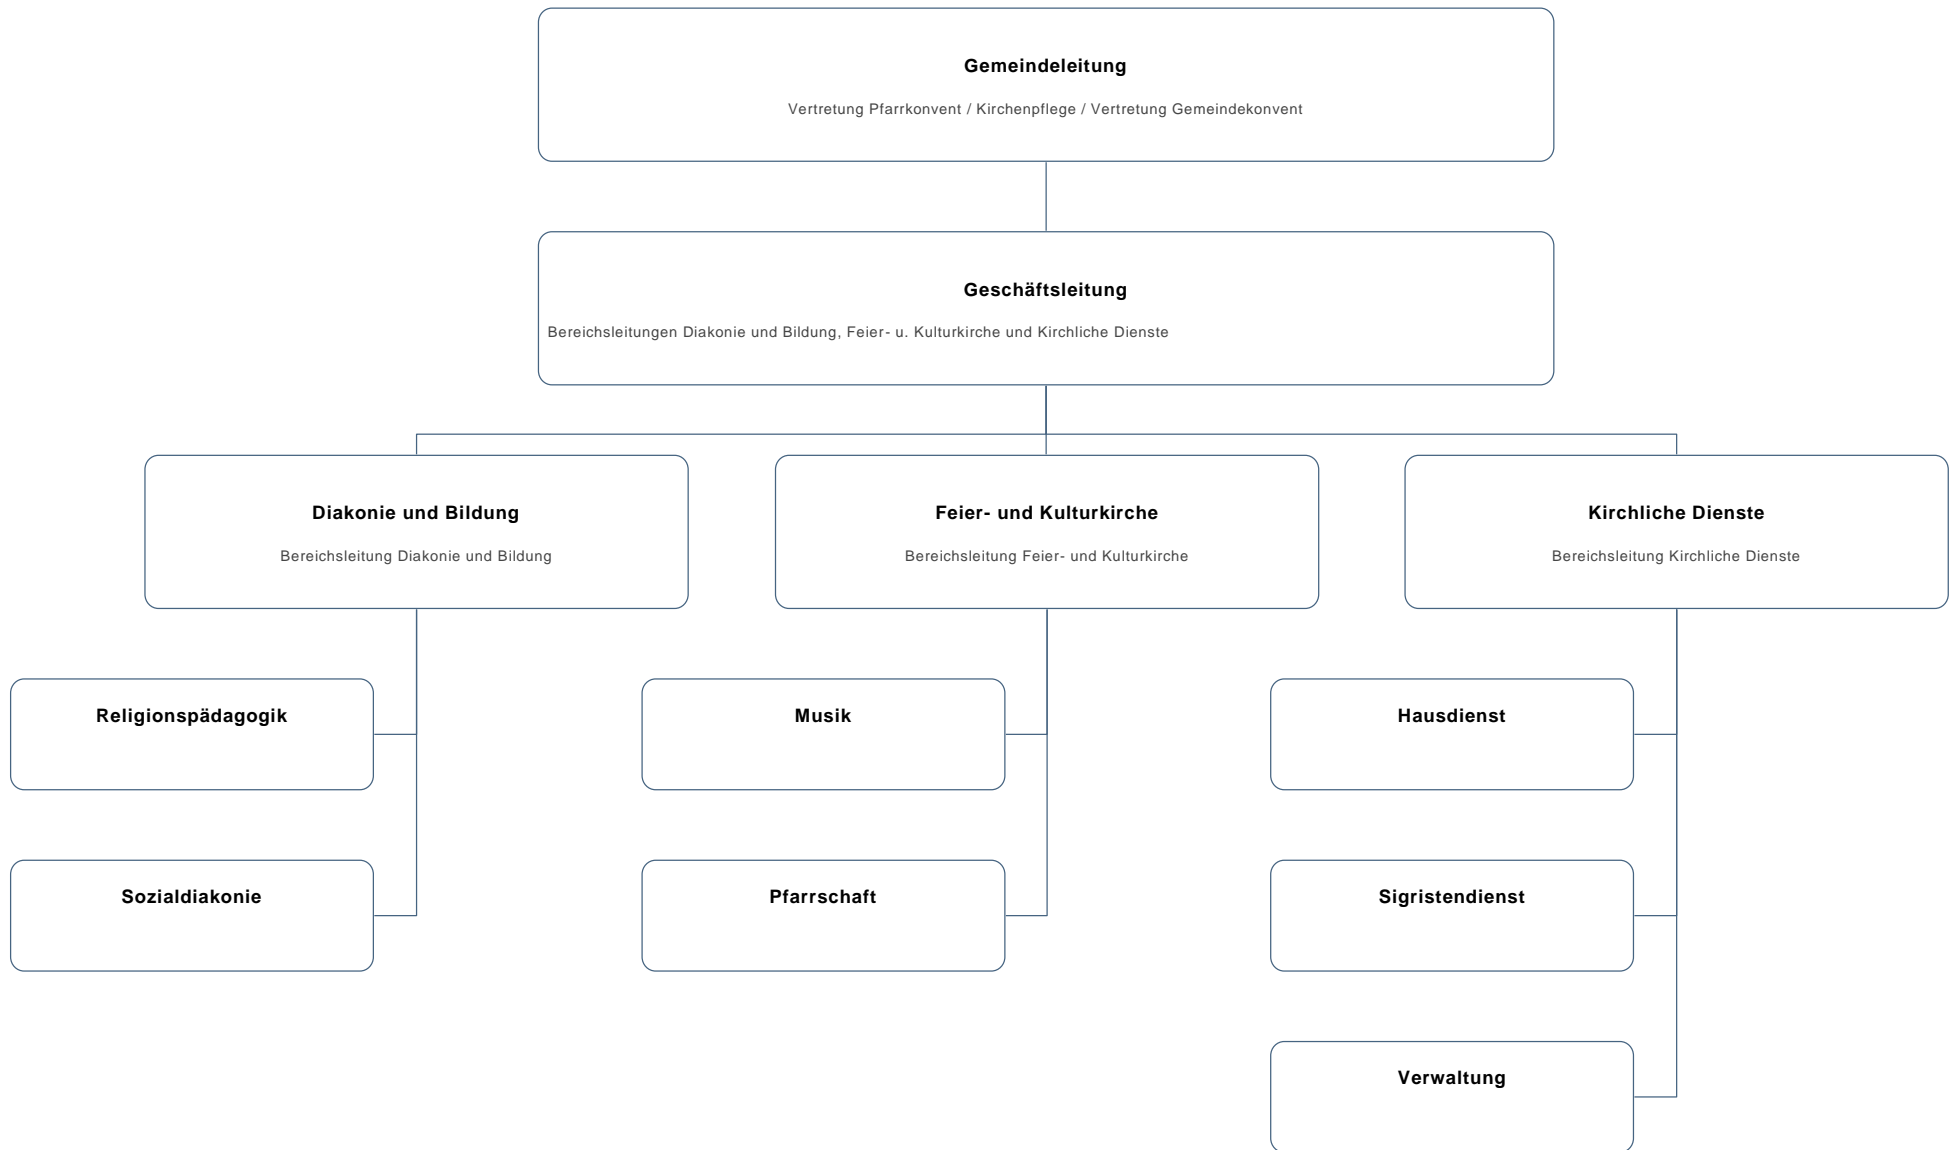 Gemeindeleitung
Vertretung Pfarrkonvent / Kirchenpflege / Vertretung Gemeindekonvent
Geschäftsleitung
Bereichsleitungen Diakonie und Bildung, Feier- u. Kulturkirche und Kirchliche Dienste
Diakonie und Bildung
Bereichsleitung Diakonie und Bildung
Feier- und Kulturkirche
Bereichsleitung Feier- und Kulturkirche
Kirchliche Dienste
Bereichsleitung Kirchliche Dienste
Religionspädagogik
Musik
Hausdienst
Sozialdiakonie
Pfarrschaft
Sigristendienst
Verwaltung